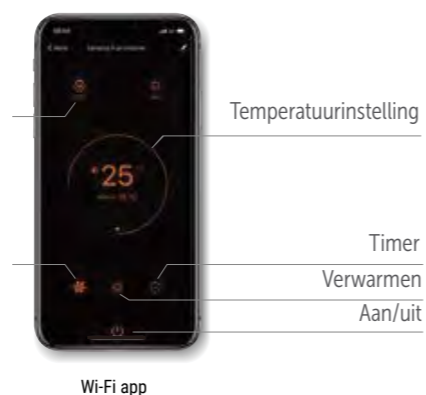 Temperatuurinstelling
25
Timer
Verwarmen
Aan/uit
Wi-Fi app